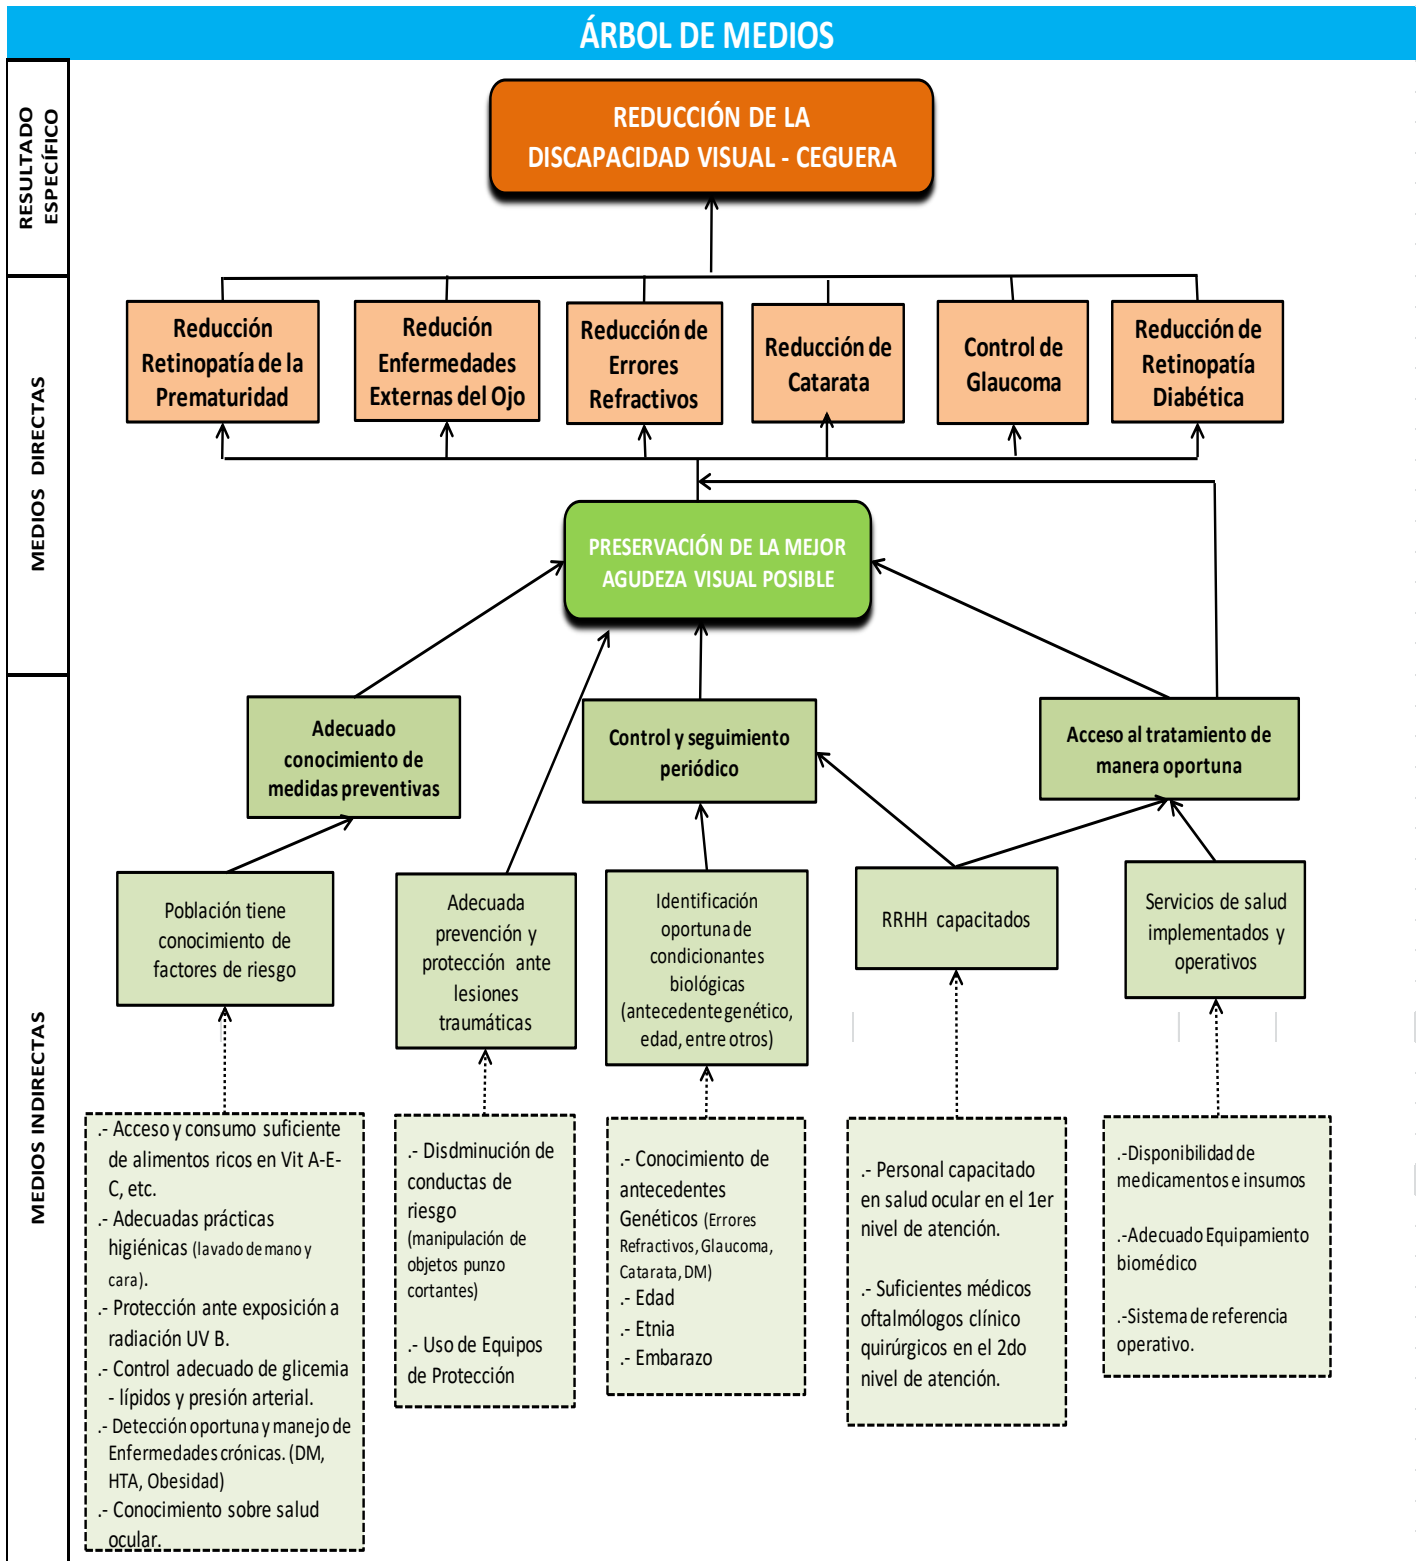 ÁRBOL DE MEDIOS
RESULTADO
ESPECÍFICO
REDUCCIÓN DE LA
DISCAPACIDAD VISUAL - CEGUERA
MEDIOS DIRECTAS
Reducción
Retinopatía de la
Prematuridad
Redución
Enfermedades
Externas del Ojo
Reducción de
Errores
Refractivos
Reducción de
Catarata
Control de
Glaucoma
Reducción de
Retinopatía
Diabética
PRESERVACIÓN DE LA MEJOR
AGUDEZA VISUAL POSIBLE
MEDIOS INDIRECTAS
Adecuado
conocimiento de
medidas preventivas
Control y seguimiento
periódico
Acceso al tratamiento de
manera oportuna
Población tiene
conocimiento de
factores de riesgo
Adecuada
prevención y
protección ante
lesiones
traumáticas
Identificación
oportuna de
condicionantes
biológicas
(antecedente genético,
edad, entre otros)
RRHH capacitados
Servicios de salud
implementados y
operativos
.- Acceso y consumo suficiente
de alimentos ricos en Vit A-E-
C, etc.
.- Adecuadas prácticas
higiénicas (lavado de mano y
cara).
.- Protección ante exposición a
radiación UV B.
.- Control adecuado de glicemia
- lípidos y presión arterial.
.- Detección oportuna y manejo de
Enfermedades crónicas. (DM,
HTA, Obesidad)
.- Conocimiento sobre salud
ocular.
.- Disdminución de
conductas de
riesgo
(manipulación de
objetos punzo
cortantes)
.- Uso de Equipos
de Protección
.- Conocimiento de
antecedentes
Genéticos (Errores
Refractivos, Glaucoma,
Catarata, DM)
.- Edad
.- Etnia
.- Embarazo
.- Personal capacitado
en salud ocular en el 1er
nivel de atención.
.- Suficientes médicos
oftalmólogos clínico
quirúrgicos en el 2do
nivel de atención.
.-Disponibilidad de
medicamentos e insumos
.-Adecuado Equipamiento
biomédico
.-Sistema de referencia
operativo.